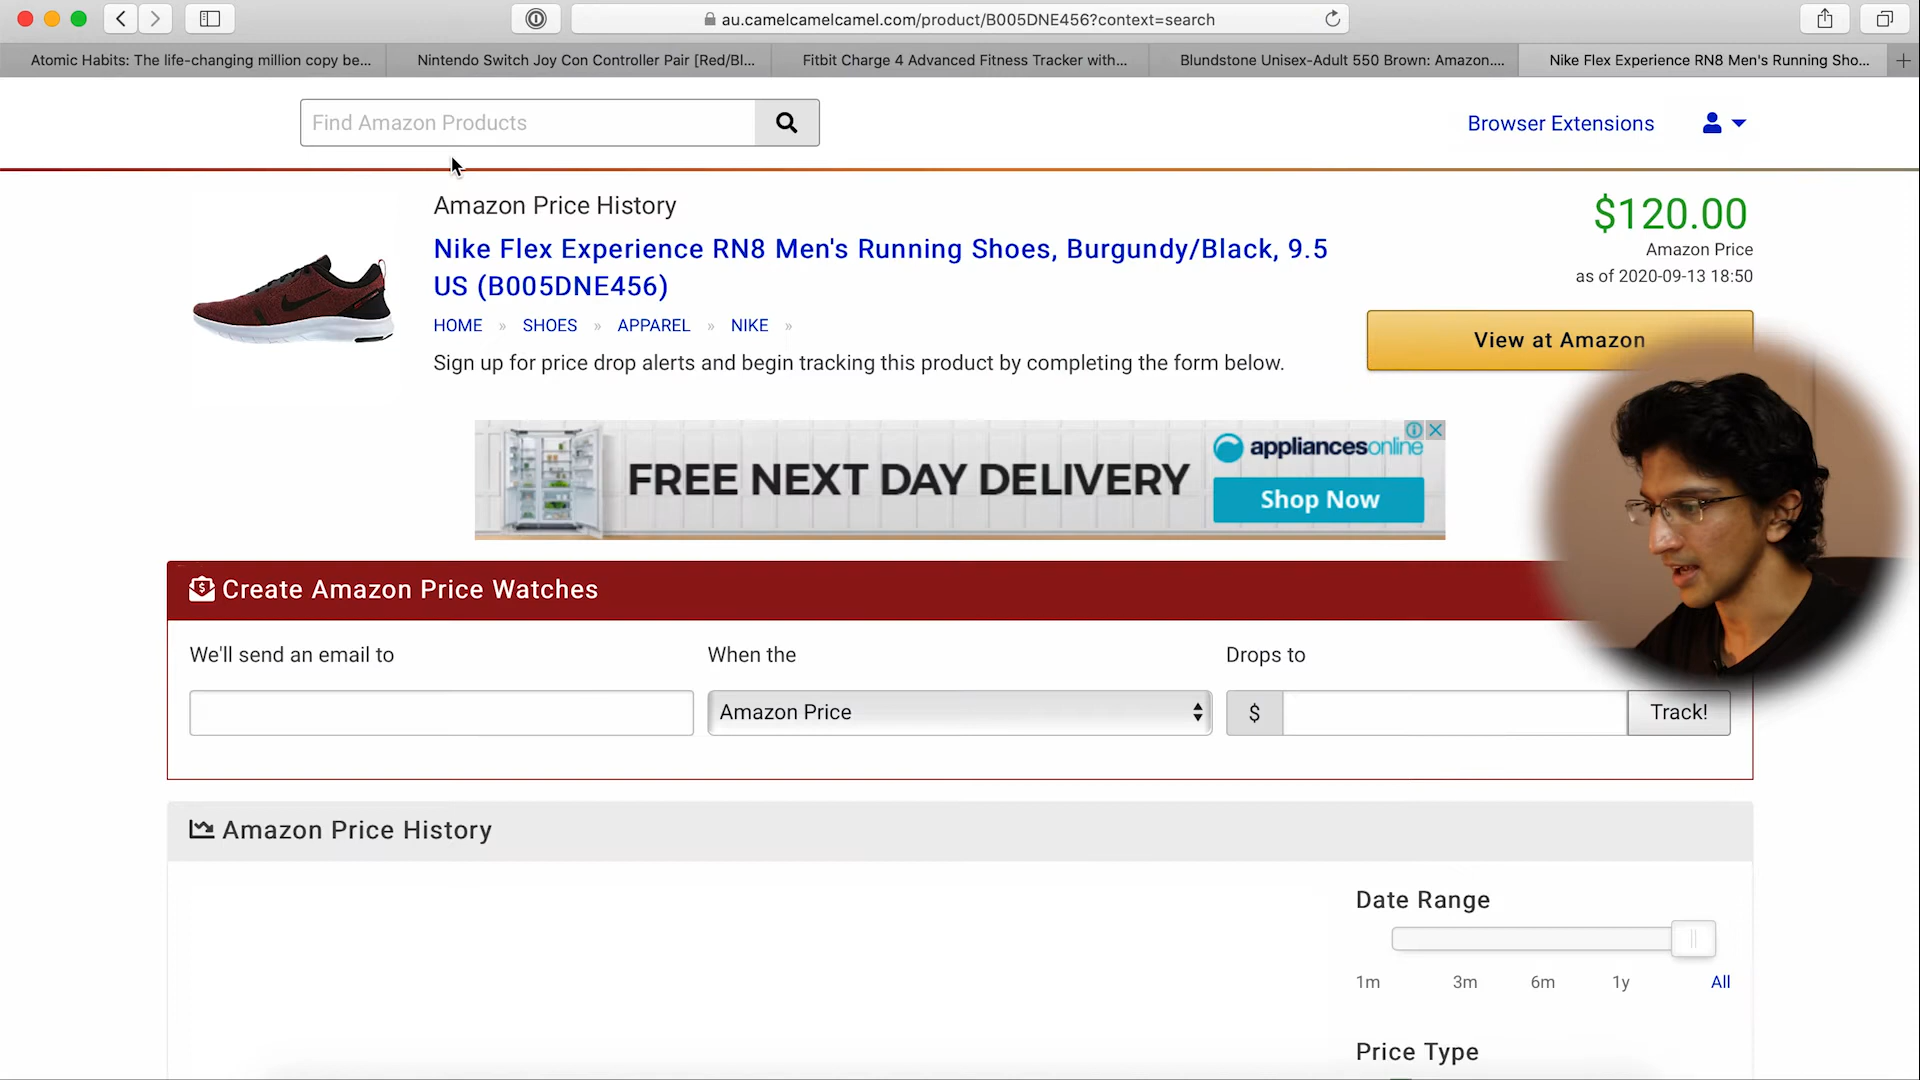 au.camelcamelcamel.com/product/B005DNE456?context=search
Atomic Habits: The life-changing million copy be...
Nintendo Switch Joy Con Controller Pair [Red/Bl...
Fitbit Charge 4 Advanced Fitness Tracker with...
Blundstone Unisex-Adult 550 Brown: Amazon....
Nike Flex Experience RN8 Men's Running Sho...
Find Amazon Products
Browser Extensions
Amazon Price History
Nike Flex Experience RN8 Men's Running Shoes, Burgundy/Black, 9.5
US (B005DNE456)
HOME » SHOES » APPAREL » NIKE »
Sign up for price drop alerts and begin tracking this product by completing the form below.
$120.00
Amazon Price
as of 2020-09-13 18:50
View at Amazon
FREE NEXT DAY DELIVERY
appliancesonline
Shop Now
Create Amazon Price Watches
We'll send an email to
When the
Drops to
Amazon Price
$
Track!
Amazon Price History
Date Range
1m 3m 6m 1y All
Price Type